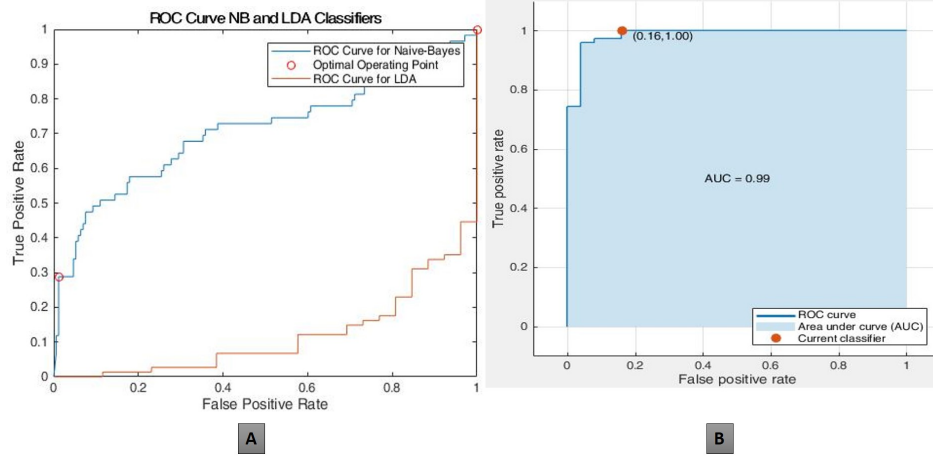 ROC Curve NB and LDA Classifiers
ROC Curve for Naive-Bayes
Optimal Operating Point
ROC Curve for LDA
True Positive Rate
1
0.9
0.8
0.7
0.6
0.5
0.4
0.3
0.2
0.1
0
0 0.2 0.4 0.6 0.8 1
False Positive Rate
A
(0.16,1.00)
AUC = 0.99
True positive rate
1
0.8
0.6
0.4
0.2
0
ROC curve
Area under curve (AUC)
Current classifier
0 0.2 0.4 0.6 0.8 1
False positive rate
B